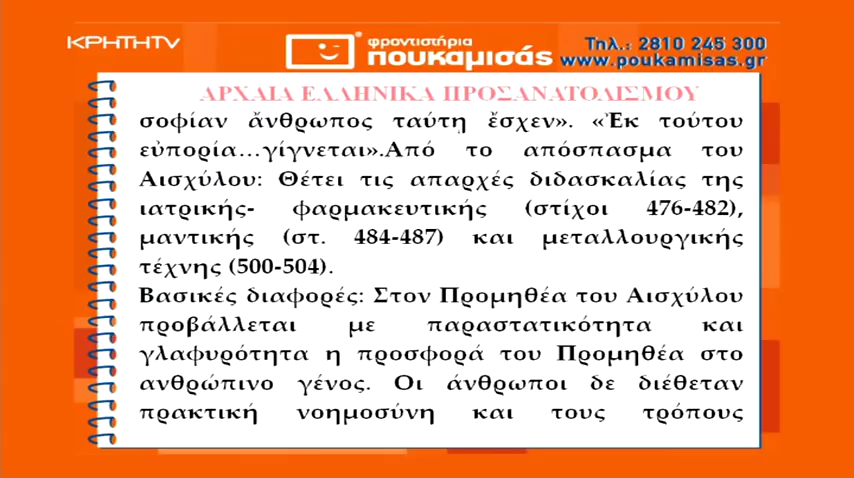 ΚΡΗΤΗTV
φροντιστήρια
πουκαμισάς
Τηλ.: 2810 245 300
www.poukamisas.gr
ΑΡΧΑΙΑ ΕΛΛΗΝΙΚΑ ΠΡΟΣΑΝΑΤΟΛΙΣΜΟΥ
σοφίαν ἄνθρωπος ταύτῃ ἔσχεν». «Ἐκ τούτου
εὐπορία...γίγνεται».Από το απόσπασμα του
Αισχύλου: Θέτει τις απαρχές διδασκαλίας της
ιατρικής- φαρμακευτικής (στίχοι 476-482),
μαντικής (στ. 484-487) και μεταλλουργικής
τέχνης (500-504).
Βασικές διαφορές: Στον Προμηθέα του Αισχύλου
προβάλλεται με παραστατικότητα και
γλαφυρότητα η προσφορά του Προμηθέα στο
ανθρώπινο γένος. Οι άνθρωποι δε διέθεταν
πρακτική νοημοσύνη και τους τρόπους